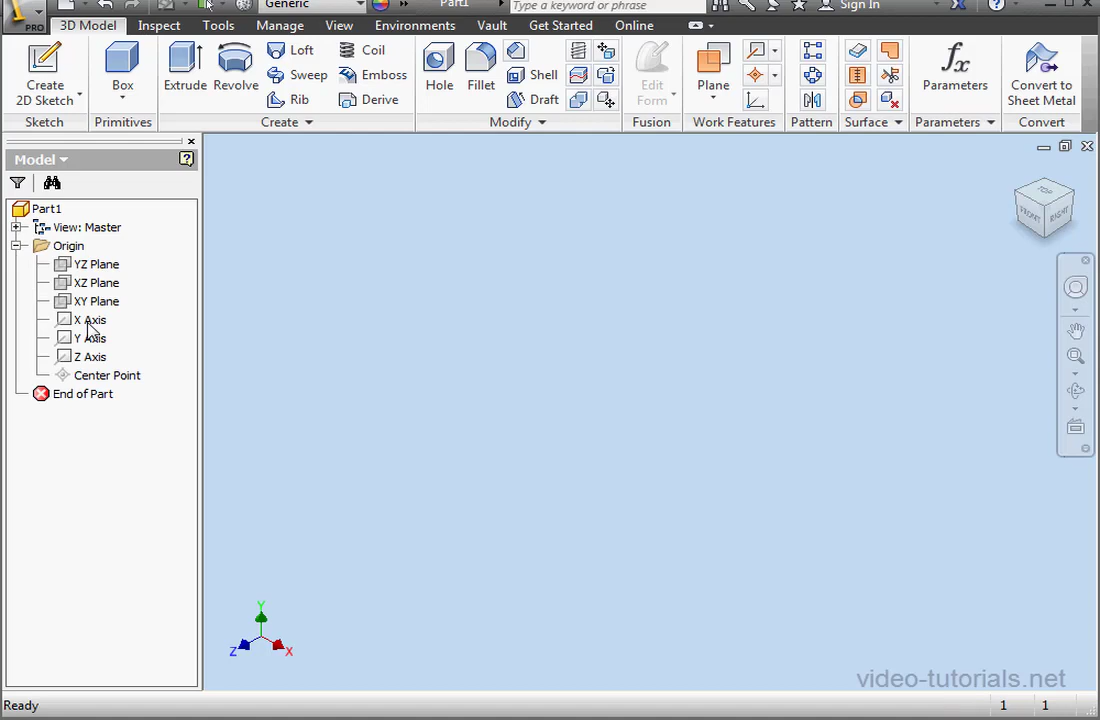 PRO
Generic
Part1
Type a keyword or phrase
Sign In
3D Model
Inspect
Tools
Manage
View
Environments
Vault
Get Started
Online
Create
2D Sketch
Sketch
Box
Primitives
Extrude
Revolve
Loft
Sweep
Rib
Coil
Emboss
Derive
Create
Hole
Fillet
Shell
Draft
Modify
Edit
Form
Fusion
Plane
Work Features
Pattern
Surface
fx
Parameters
Parameters
Convert to
Sheet Metal
Convert
Model
Part1
View: Master
Origin
YZ Plane
XZ Plane
XY Plane
X Axis
Y Axis
Z Axis
Center Point
End of Part
TOP
FRONT
RIGHT
Y
Z
X
video-tutorials.net
Ready
1
1